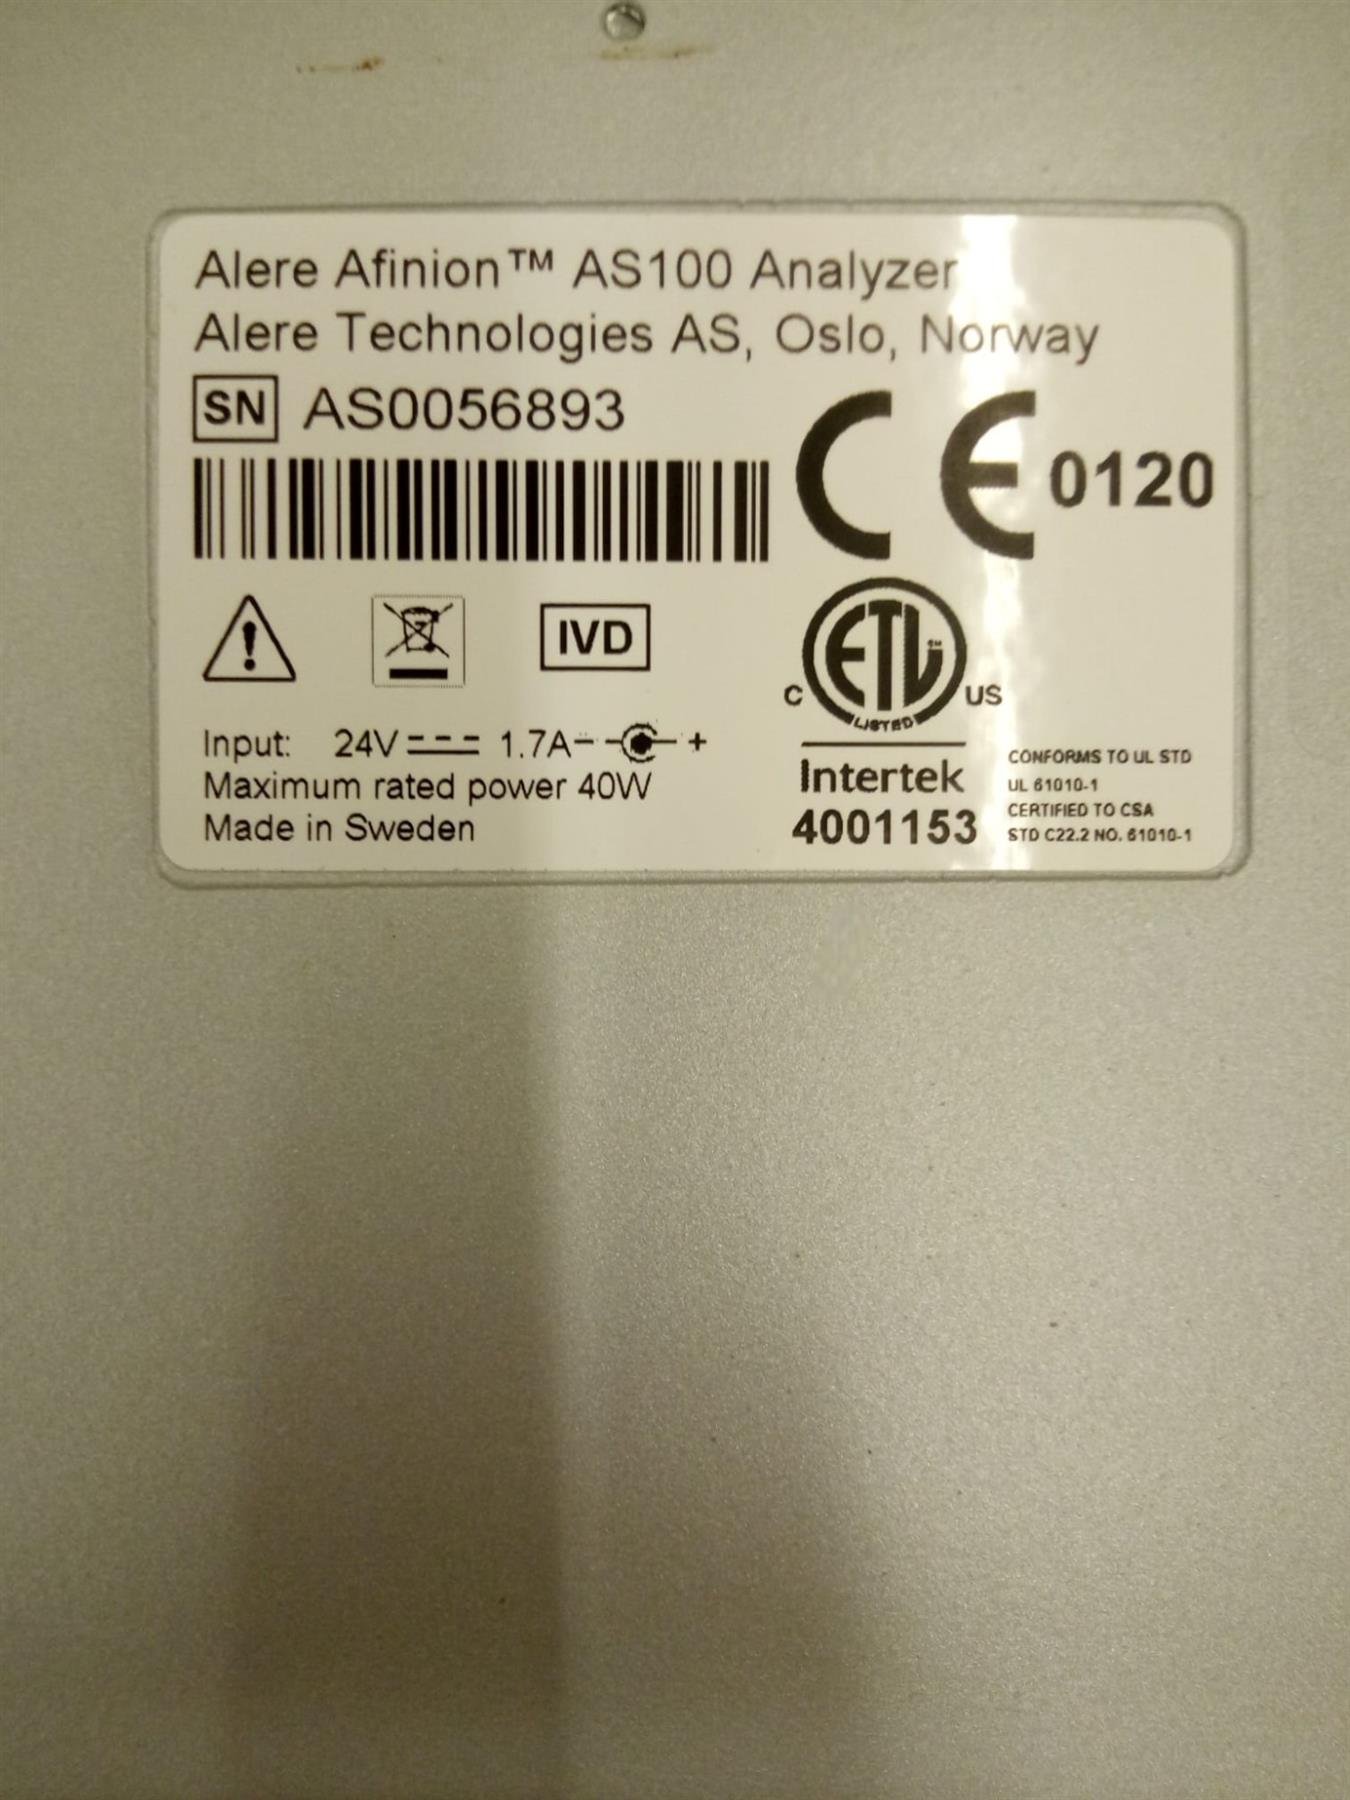 Alere Afinion™ AS100 Analyzer
Alere Technologies AS, Oslo, Norway
SN AS0056893
CE 0120
IVD
ETL
LISTED
C US
Input: 24V 1.7A - +
Maximum rated power 40W
Made in Sweden
Intertek
4001153
CONFORMS TO UL STD
UL 61010-1
CERTIFIED TO CSA
STD C22.2 NO. 61010-1